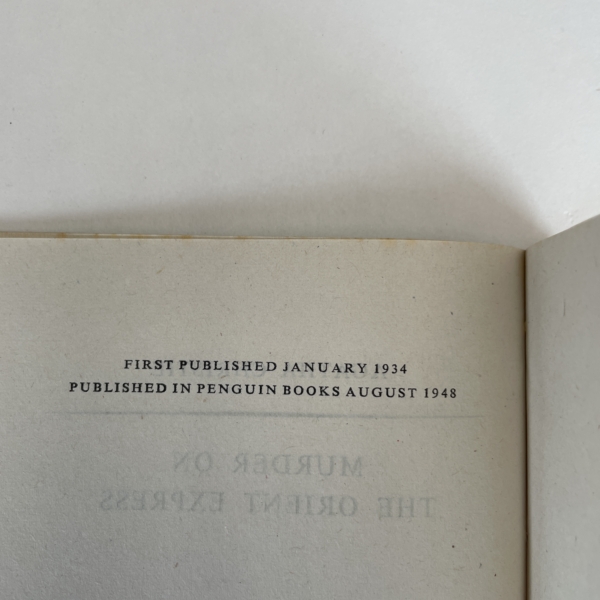 FIRST PUBLISHED JANUARY 1934
PUBLISHED IN PENGUIN BOOKS AUGUST 1948
MURDER ON
THE ORIENT EXPRESS